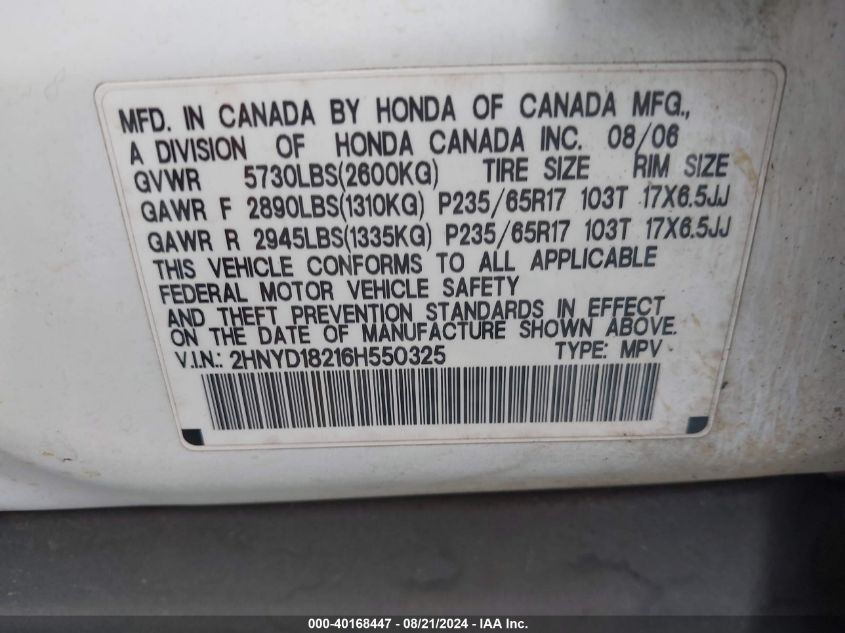 MFD. IN CANADA BY HONDA OF CANADA MFG.,
A DIVISION OF HONDA CANADA INC. 08/06
GVWR 5730LBS(2600KG) TIRE SIZE RIM SIZE
GAWR F 2890LBS(1310KG) P235/65R17 103T 17X6.5JJ
GAWR R 2945LBS(1335KG) P235/65R17 103T 17X6.5JJ
THIS VEHICLE CONFORMS TO ALL APPLICABLE
FEDERAL MOTOR VEHICLE SAFETY
AND THEFT PREVENTION STANDARDS IN EFFECT
ON THE DATE OF MANUFACTURE SHOWN ABOVE.
V.I.N.: 2HNYD18216H550325 TYPE: MPV
000-40168447 - 08/21/2024 - IAA Inc.